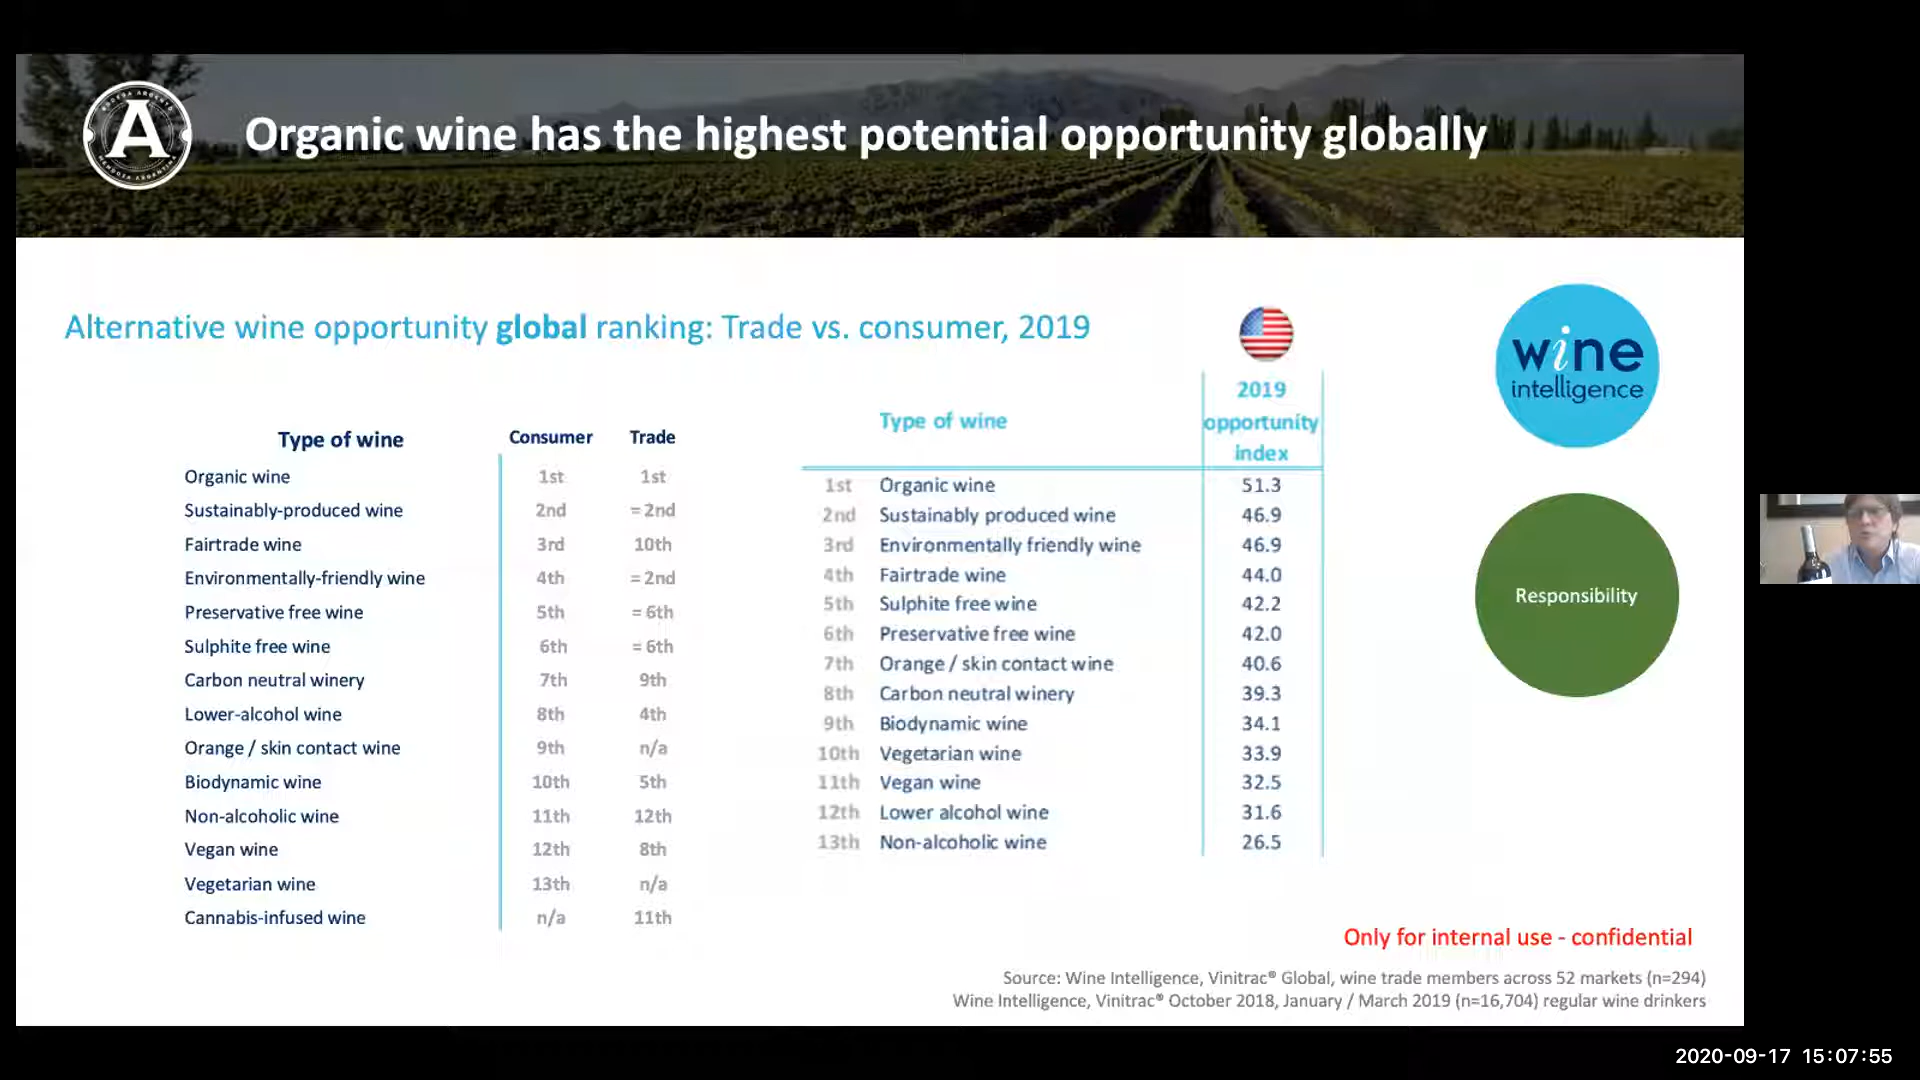 BODEGA ARGENTO
A
MENDOZA ARGENTINA
Organic wine has the highest potential opportunity globally
Alternative wine opportunity global ranking: Trade vs. consumer, 2019
Type of wine Consumer Trade
Organic wine 1st 1st
Sustainably-produced wine 2nd = 2nd
Fairtrade wine 3rd 10th
Environmentally-friendly wine 4th = 2nd
Preservative free wine 5th = 6th
Sulphite free wine 6th = 6th
Carbon neutral winery 7th 9th
Lower-alcohol wine 8th 4th
Orange / skin contact wine 9th n/a
Biodynamic wine 10th 5th
Non-alcoholic wine 11th 12th
Vegan wine 12th 8th
Vegetarian wine 13th n/a
Cannabis-infused wine n/a 11th
Type of wine
2019
opportunity
index
1st Organic wine 51.3
2nd Sustainably produced wine 46.9
3rd Environmentally friendly wine 46.9
4th Fairtrade wine 44.0
5th Sulphite free wine 42.2
6th Preservative free wine 42.0
7th Orange / skin contact wine 40.6
8th Carbon neutral winery 39.3
9th Biodynamic wine 34.1
10th Vegetarian wine 33.9
11th Vegan wine 32.5
12th Lower alcohol wine 31.6
13th Non-alcoholic wine 26.5
wine
intelligence
Responsibility
Only for internal use - confidential
Source: Wine Intelligence, Vinitrac® Global, wine trade members across 52 markets (n=294)
Wine Intelligence, Vinitrac® October 2018, January / March 2019 (n=16,704) regular wine drinkers
2020-09-17 15:07:55